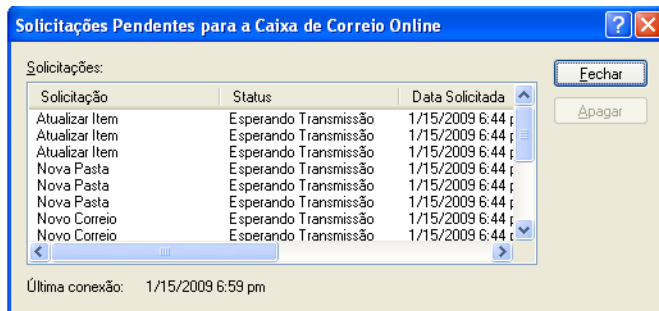 Solicitações Pendentes para a Caixa de Correio Online
Solicitações:
Fechar
Apagar
Solicitação Status Data Solicitada
Atualizar Item Esperando Transmissão 1/15/2009 6:44 p
Atualizar Item Esperando Transmissão 1/15/2009 6:44 p
Atualizar Item Esperando Transmissão 1/15/2009 6:44 p
Nova Pasta Esperando Transmissão 1/15/2009 6:44 p
Nova Pasta Esperando Transmissão 1/15/2009 6:44 p
Nova Pasta Esperando Transmissão 1/15/2009 6:44 p
Novo Correio Esperando Transmissão 1/15/2009 6:44 p
Novo Correio Esperando Transmissão 1/15/2009 6:44 p
Última conexão: 1/15/2009 6:59 pm